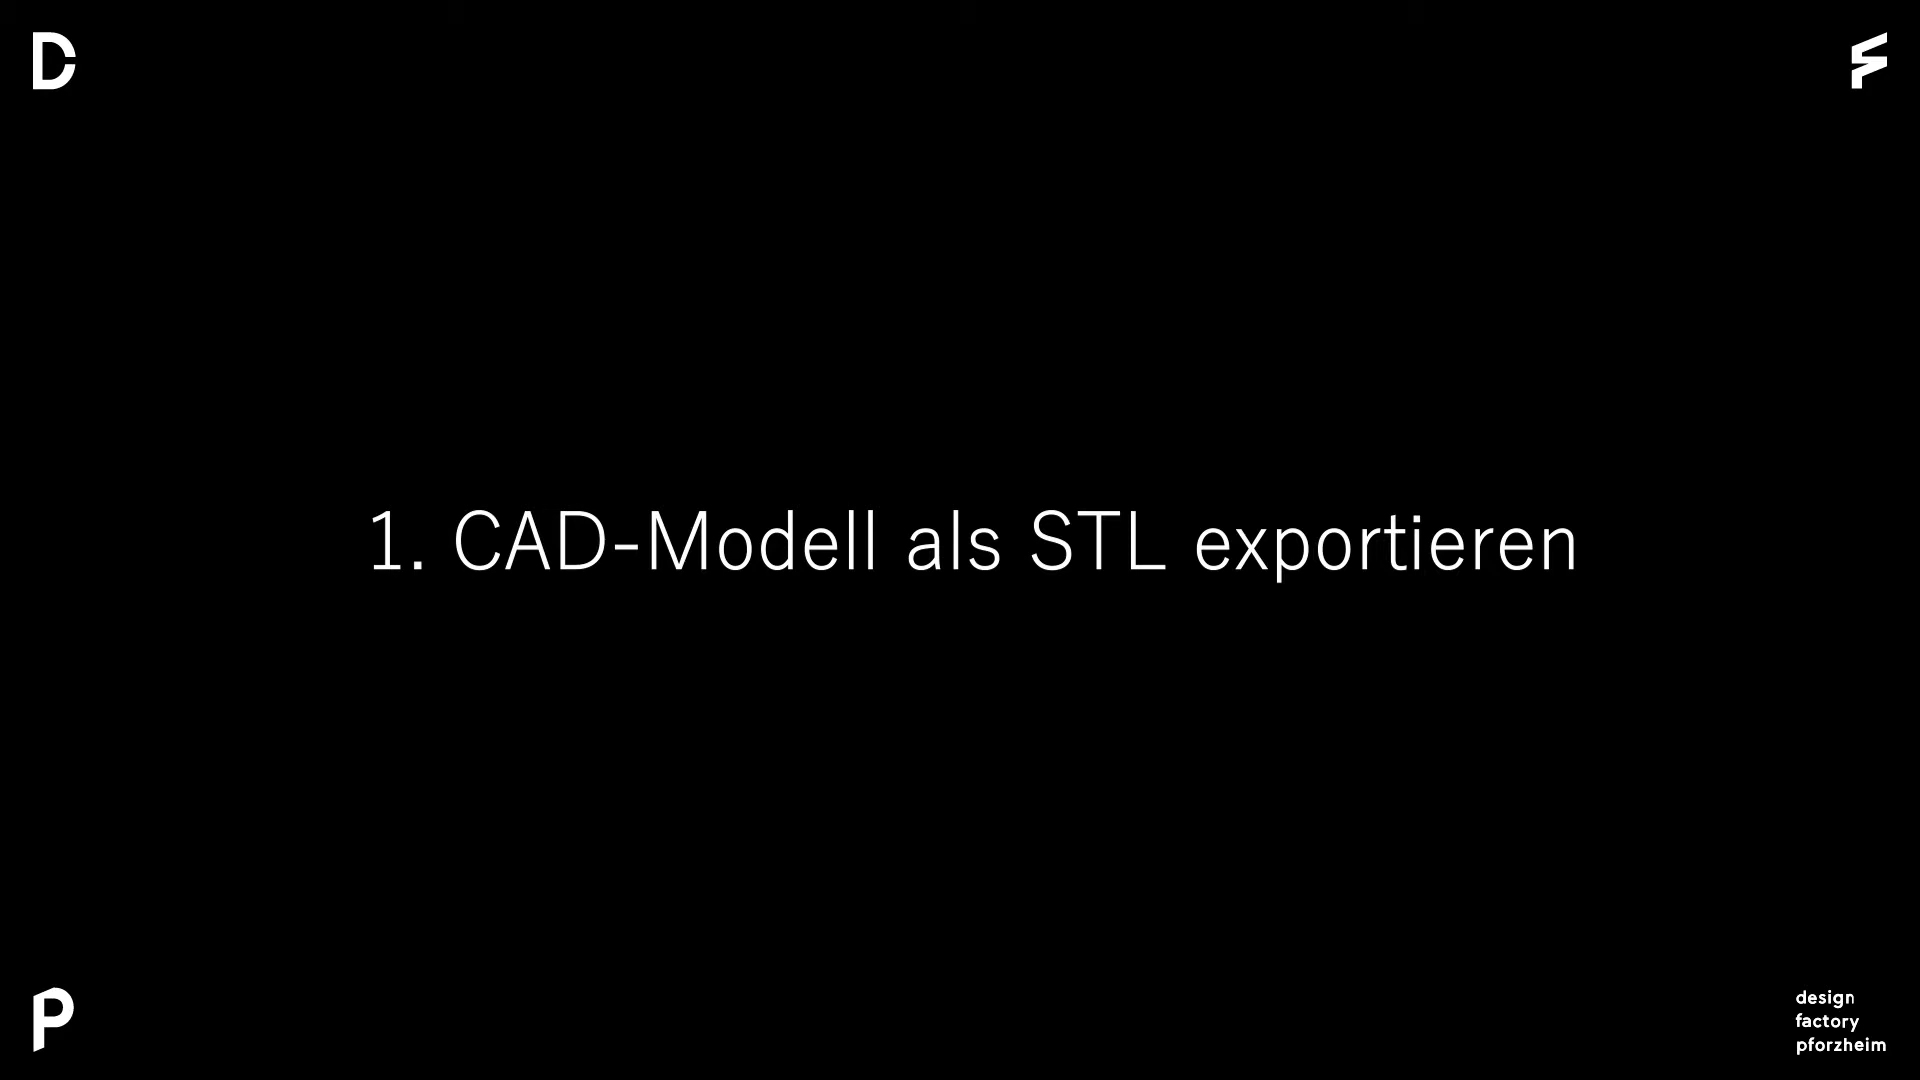 D
F
1. CAD-Modell als STL exportieren
P
design
factory
pforzheim